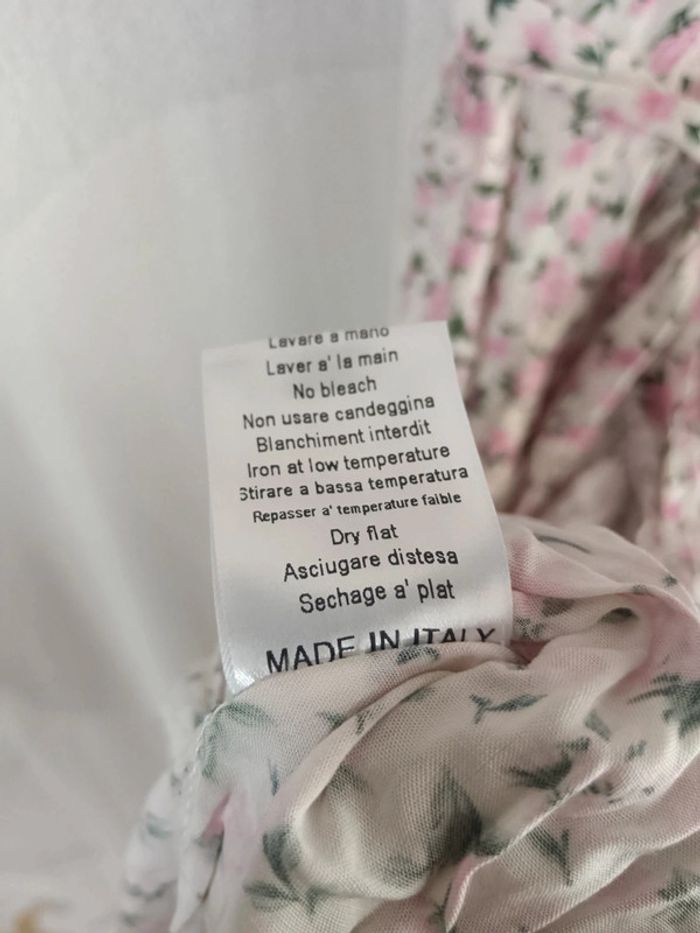 Lavare a mano
Laver a' la main
No bleach
Non usare candeggina
Blanchiment interdit
Iron at low temperature
Stirare a bassa temperatura
Repasser a' temperature faible
Dry flat
Asciugare distesa
Sechage a' plat
MADE IN ITALY